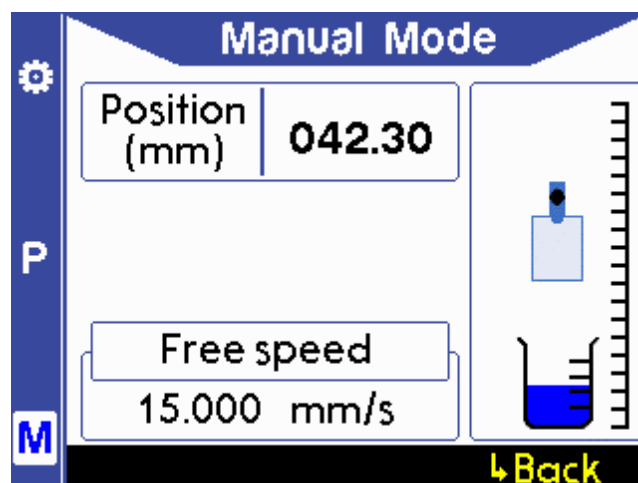 Manual Mode
Position
(mm)
042.30
P
Free speed
15.000 mm/s
M
↳Back